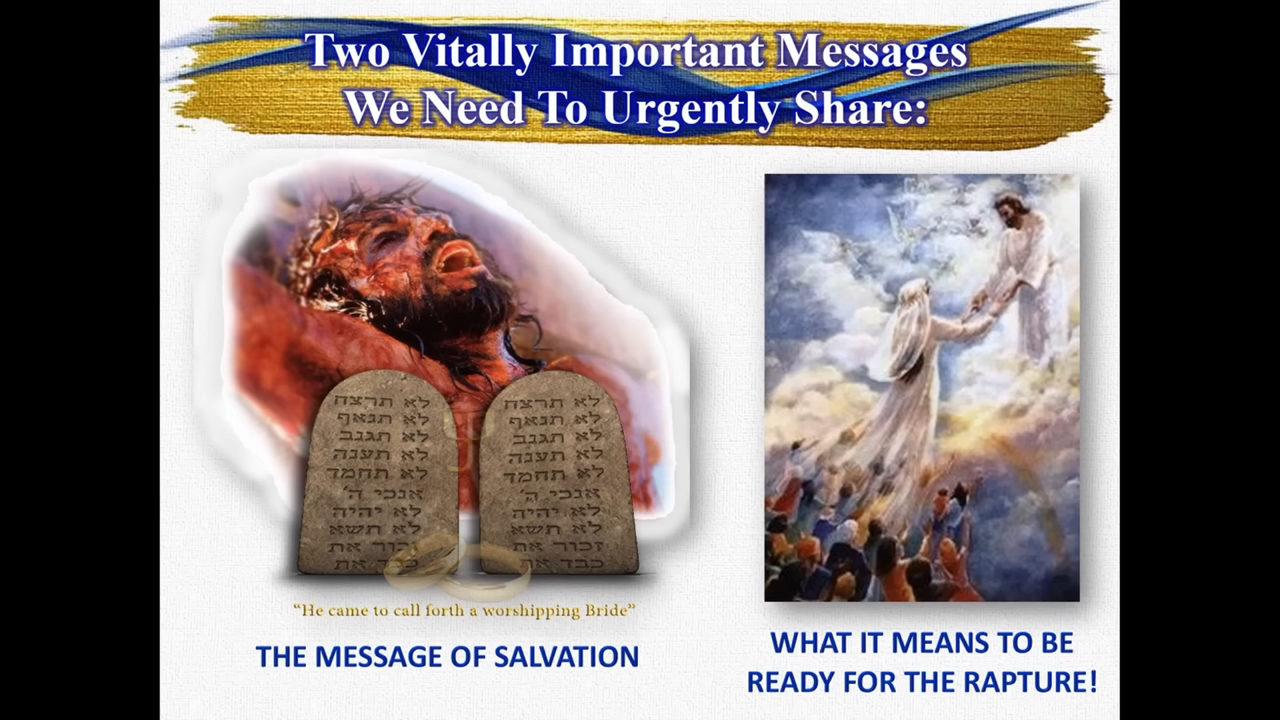 Two Vitally Important Messages
We Need To Urgently Share:
לא תרצח
לא תנאף
לא תגנב
לא תענה
לא תחמד
אנכי ה'
לא יהיה
לא תשא
זכור את
כבד את
לא תרצח
לא תנאף
לא תגנב
לא תענה
לא תחמד
אנכי ה'
לא יהיה
לא תשא
זכור את
כבד את
“He came to call forth a worshipping Bride”
THE MESSAGE OF SALVATION
WHAT IT MEANS TO BE
READY FOR THE RAPTURE!